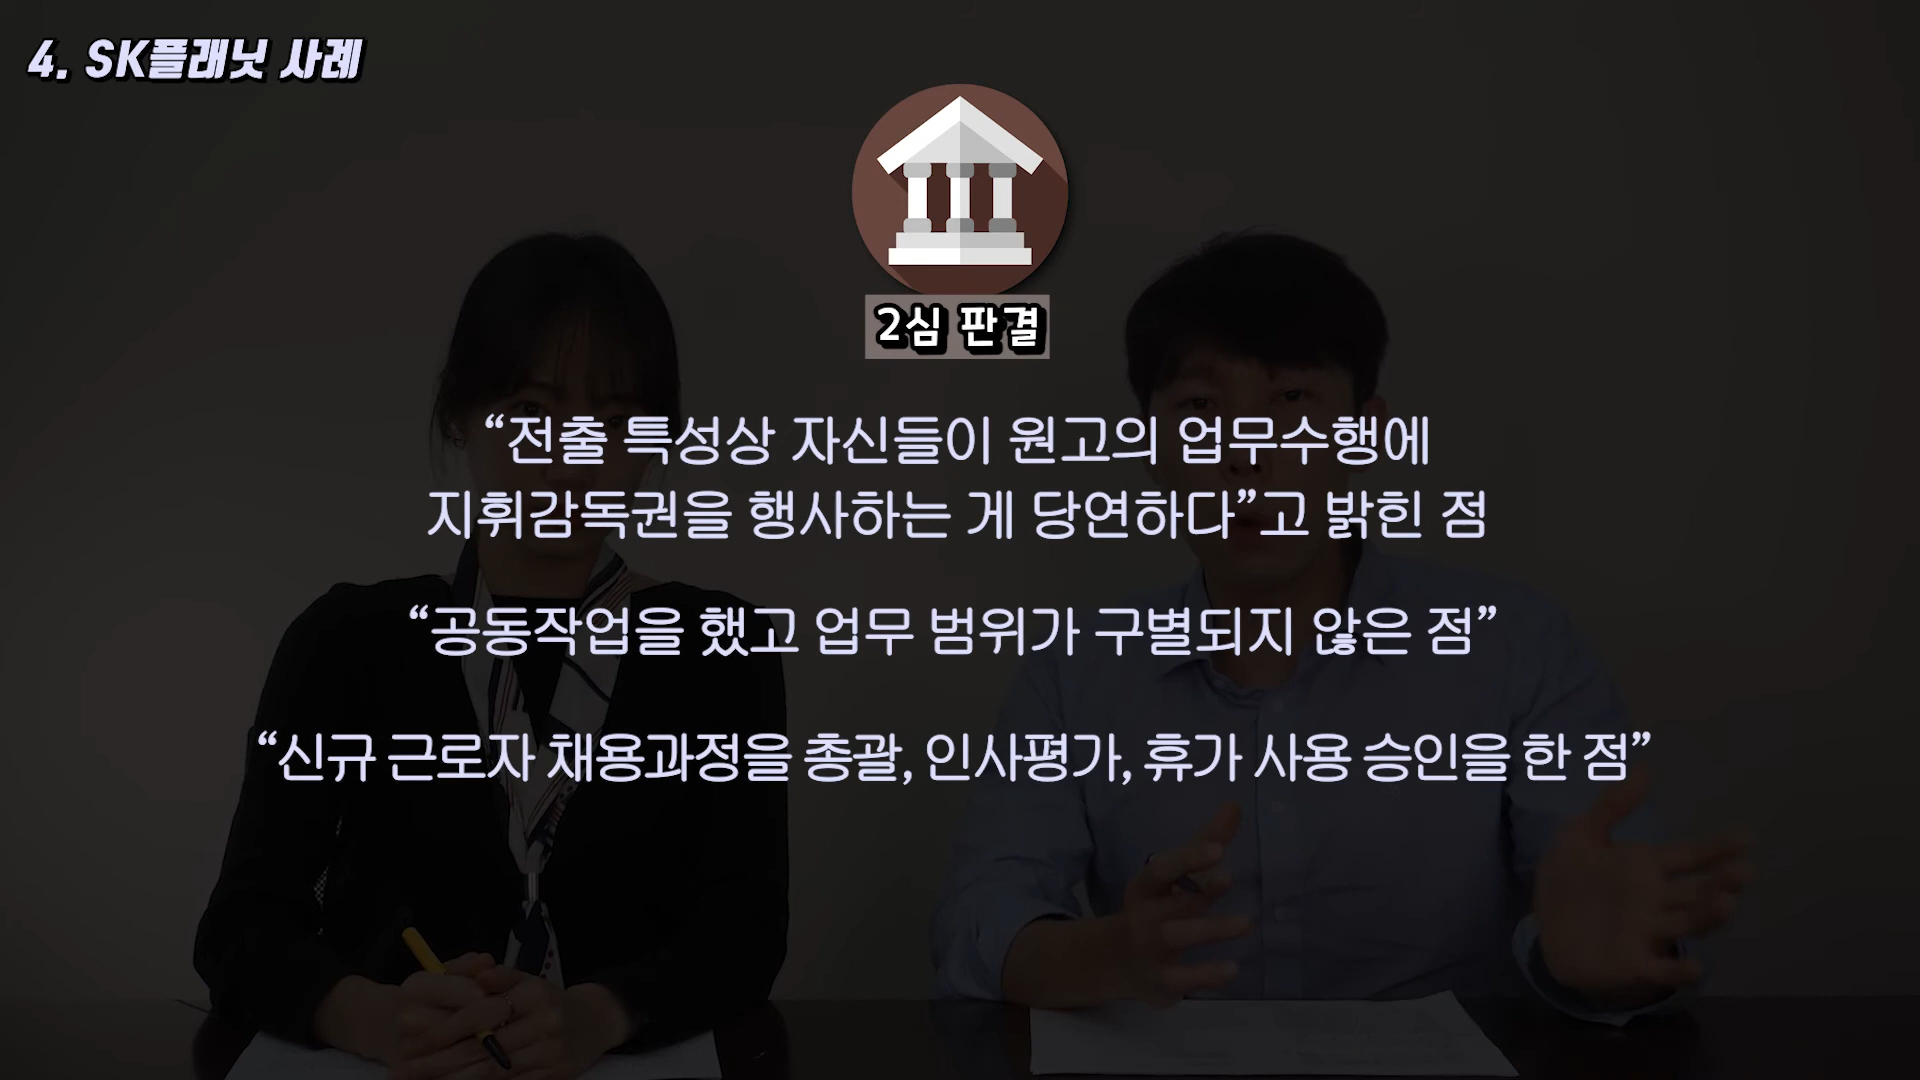 4. SK플래닛 사례
2심 판결
“전출 특성상 자신들이 원고의 업무수행에
지휘감독권을 행사하는 게 당연하다”고 밝힌 점
“공동작업을 했고 업무 범위가 구별되지 않은 점”
“신규 근로자 채용과정을 총괄, 인사평가, 휴가 사용 승인을 한 점”